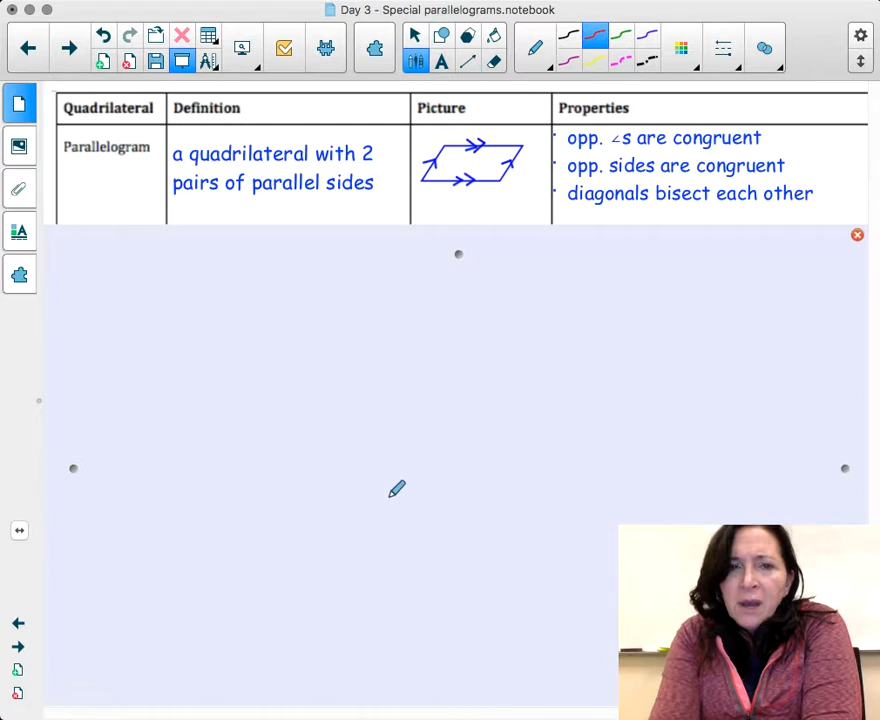 Day 3 - Special parallelograms.notebook
Quadrilateral Definition Picture Properties
Parallelogram
a quadrilateral with 2
pairs of parallel sides
· opp. ∠s are congruent
· opp. sides are congruent
· diagonals bisect each other